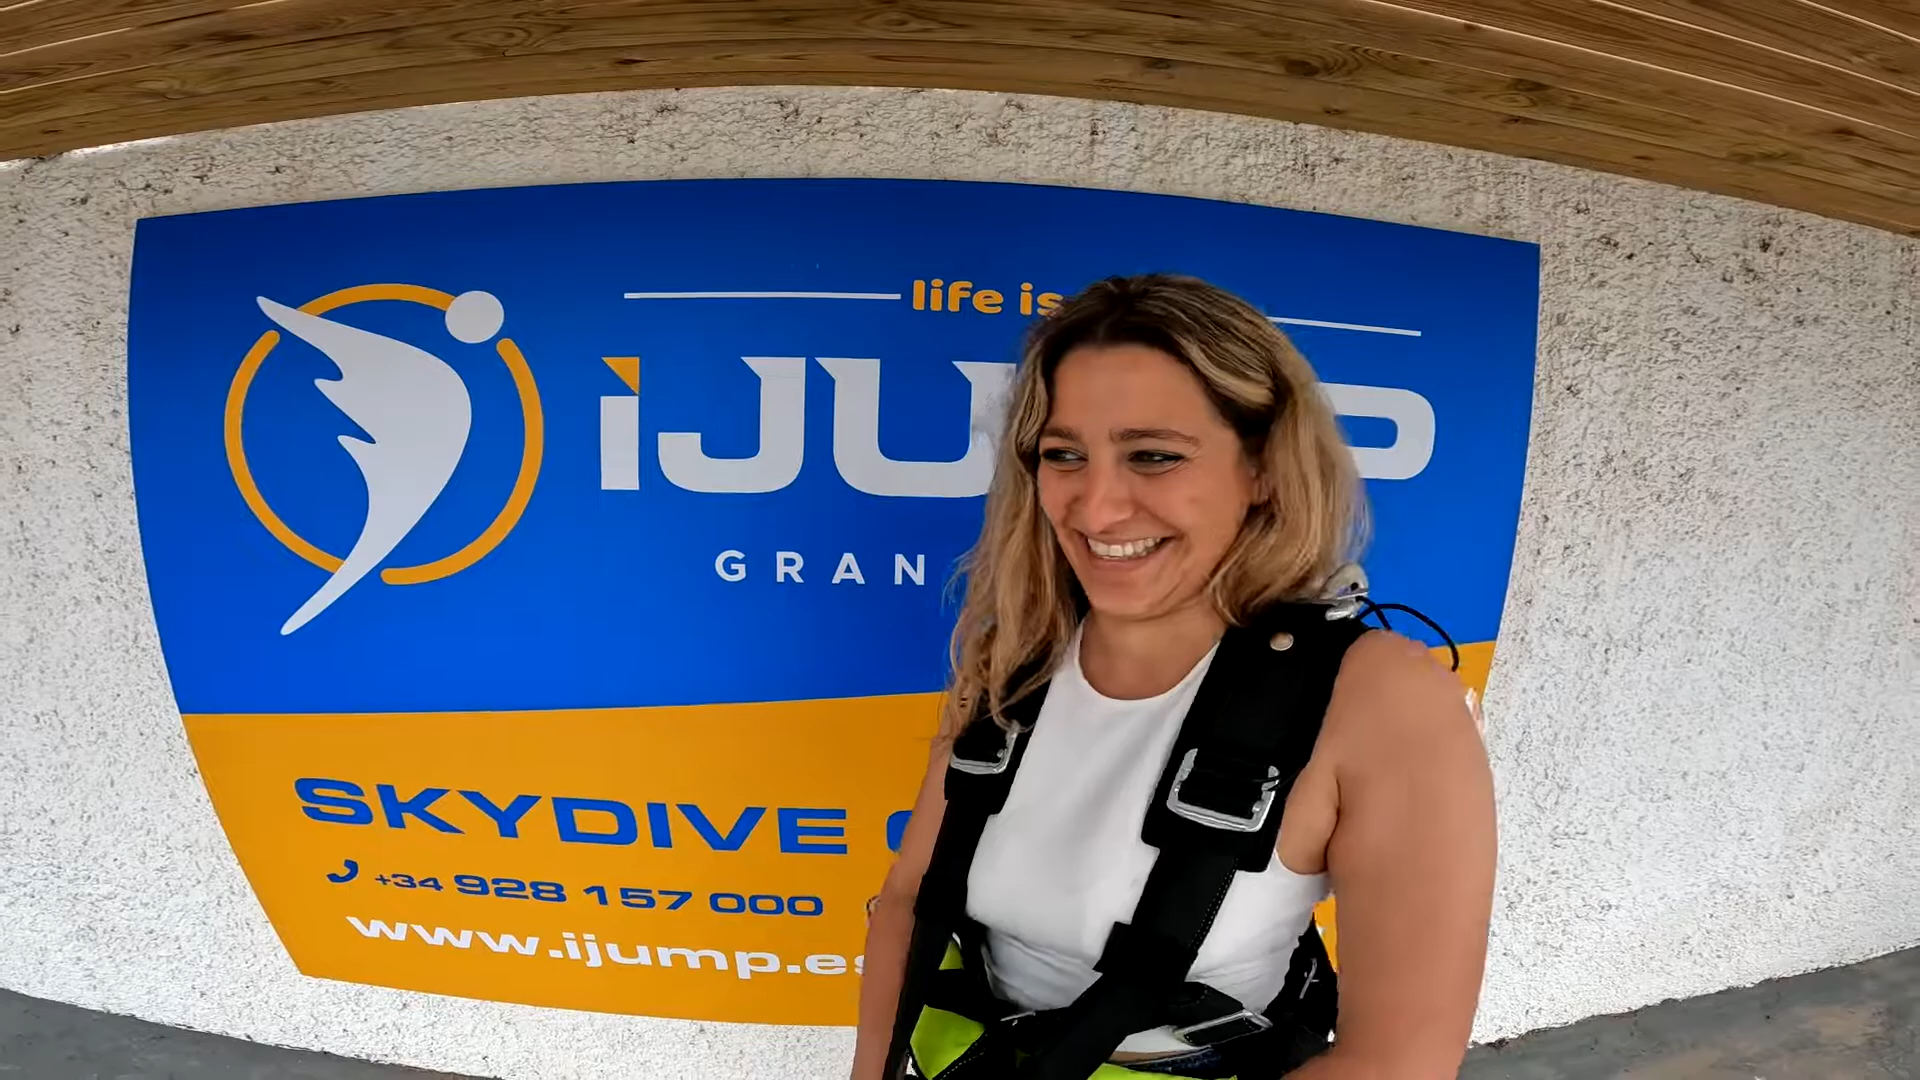 life is
iJU P
GRAN
SKYDIVE
+34 928 157 000
www.ijump.es